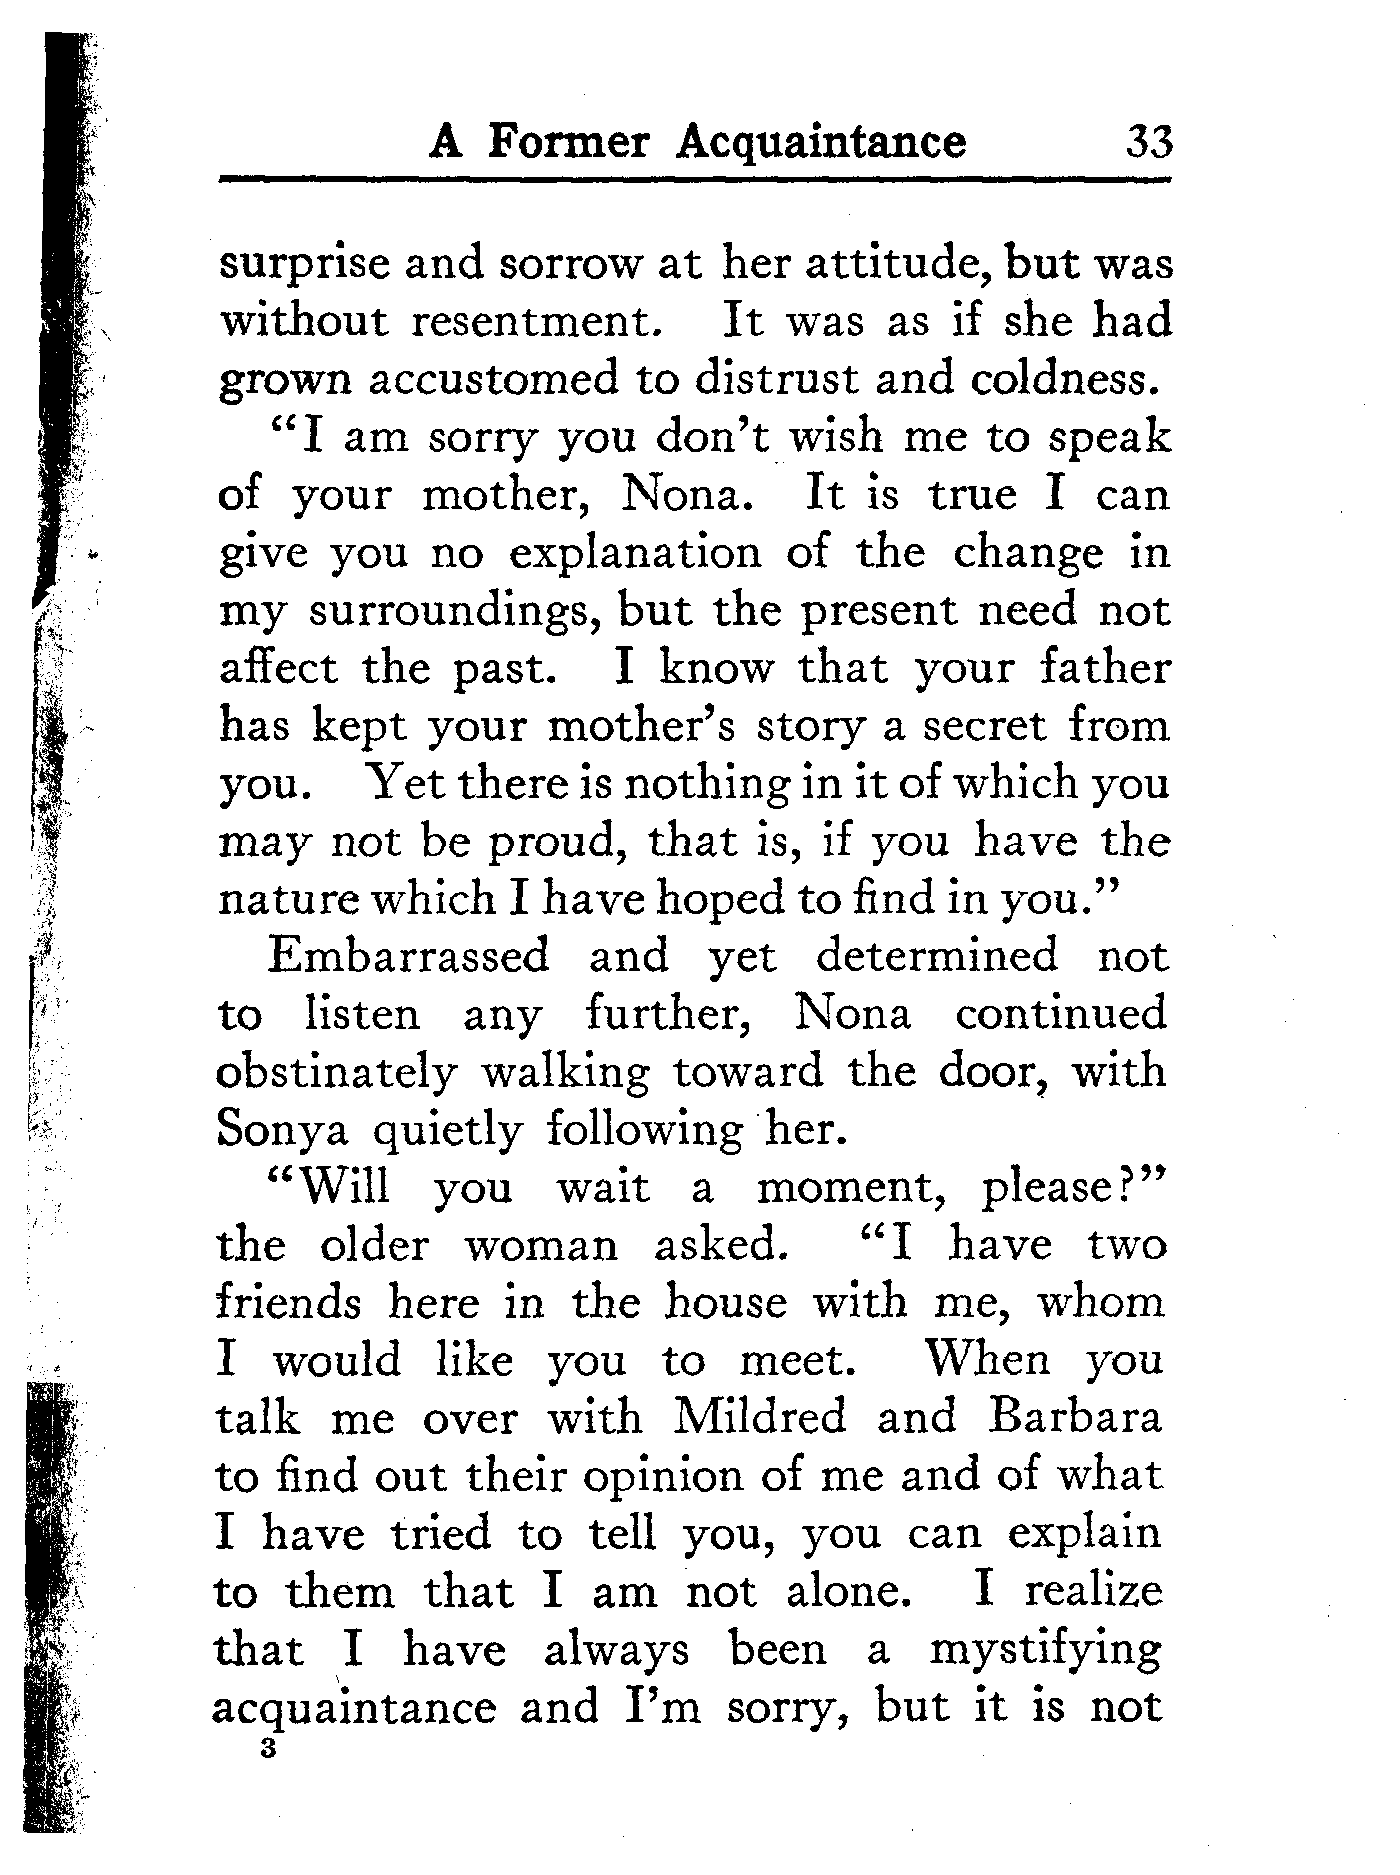 A Former Acquaintance 33
surprise and sorrow at her attitude, but was
without resentment. It was as if she had
grown accustomed to distrust and coldness.
“I am sorry you don’t wish me to speak
of your mother, Nona. It is true I can
give you no explanation of the change in
my surroundings, but the present need not
affect the past. I know that your father
has kept your mother’s story a secret from
you. Yet there is nothing in it of which you
may not be proud, that is, if you have the
nature which I have hoped to find in you.”
Embarrassed and yet determined not
to listen any further, Nona continued
obstinately walking toward the door, with
Sonya quietly following her.
“Will you wait a moment, please?”
the older woman asked. “I have two
friends here in the house with me, whom
I would like you to meet. When you
talk me over with Mildred and Barbara
to find out their opinion of me and of what
I have tried to tell you, you can explain
to them that I am not alone. I realize
that I have always been a mystifying
acquaintance and I’m sorry, but it is not
3